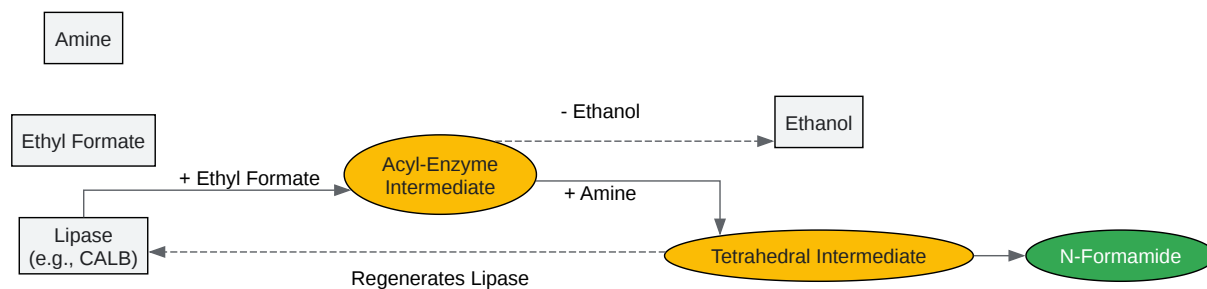 Amine
- Ethanol
Ethanol
Ethyl Formate
Acyl-Enzyme
Intermediate
+ Ethyl Formate
+ Amine
Lipase
(e.g., CALB)
Tetrahedral Intermediate
N-Formamide
Regenerates Lipase